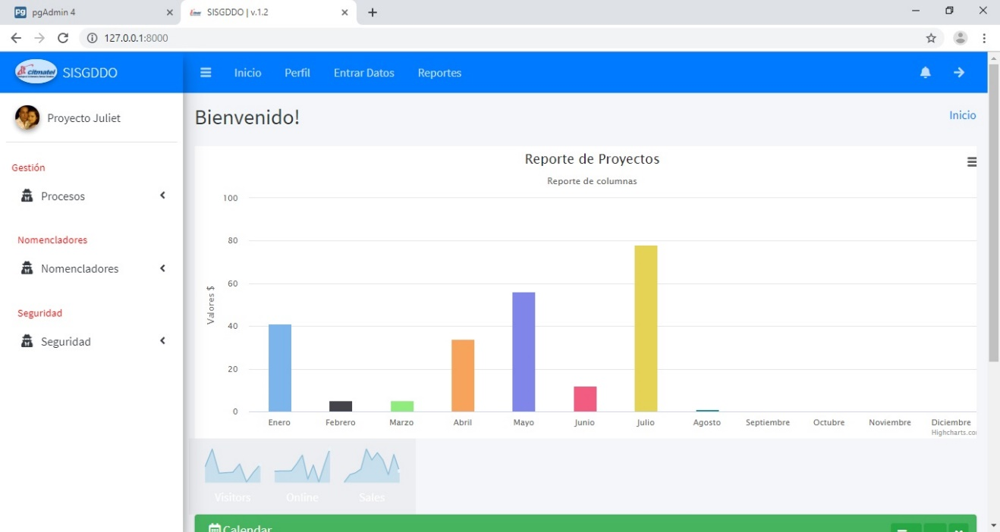 pgAdmin 4
SISGDDO | v.1.2
127.0.0.1:8000
citmatel
SISGDDO
Inicio Perfil Entrar Datos Reportes
Proyecto Juliet
Bienvenido!
Inicio
Gestión
Procesos
Nomencladores
Nomencladores
Seguridad
Seguridad
Reporte de Proyectos
Reporte de columnas
Valores $
100
80
60
40
20
0
Enero Febrero Marzo Abril Mayo Junio Julio Agosto Septiembre Octubre Noviembre Diciembre
Highcharts.co
Visitors Online Sales
Calendar